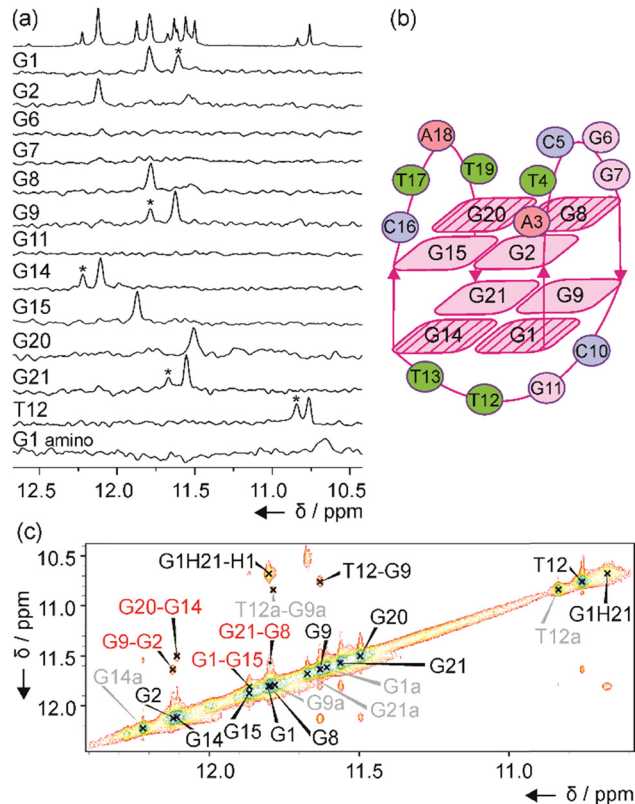 (a)
G1
*
G2
G6
G7
G8
G9
*
G11
G14
*
G15
G20
G21
*
T12
*
G1 amino
12.5 12.0 11.5 11.0 10.5
δ / ppm
(b)
A18
C5
G6
T17
T19
T4
G7
C16
G20
A3
G8
G15
G2
G21
G9
G14
G1
C10
T13
T12
G11
(c)
10.5
11.0
11.5
12.0
δ / ppm
G1H21-H1
T12-G9
T12
G20-G14
T12a-G9a
G9-G2
G21-G8
G9
G20
G1H21
G14a
G1-G15
T12a
G2
G21
G1a
G9a
G21a
G14
G15
G1
G8
12.0 11.5 11.0
δ / ppm